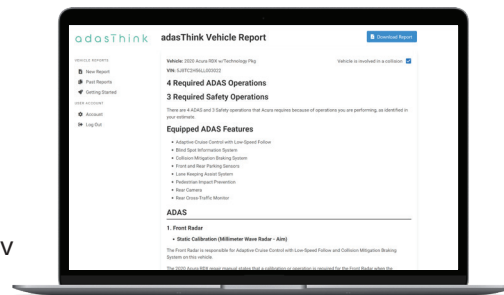 adasThink
adasThink Vehicle Report
Download Report
VEHICLE REPORTS
New Report
Past Reports
Getting Started
USER ACCOUNT
Account
Log Out
Vehicle: 2020 Acura RDX w/Technology Pkg
Vehicle is involved in a collision
VIN:
4 Required ADAS Operations
3 Required Safety Operations
There are 4 ADAS and 3 Safety operations that Acura requires because of operations you are performing, as identified in
your estimate.
Equipped ADAS Features
Adaptive Cruise Control with Low-Speed Follow
Blind Spot Information System
Collision Mitigation Braking System
Front and Rear Parking Sensors
Lane Keeping Assist System
Pedestrian Impact Prevention
Rear Camera
Rear Cross Traffic Monitor
ADAS
1. Front Radar
Static Calibration (Millimeter Wave Radar - Aim)
The Front Radar is responsible for Adaptive Cruise Control with Low-Speed Follow and Collision Mitigation Braking
System on this vehicle.
The 2020 Acura RDX repair manual states that a calibration or operation is required for the Front Radar when the
v